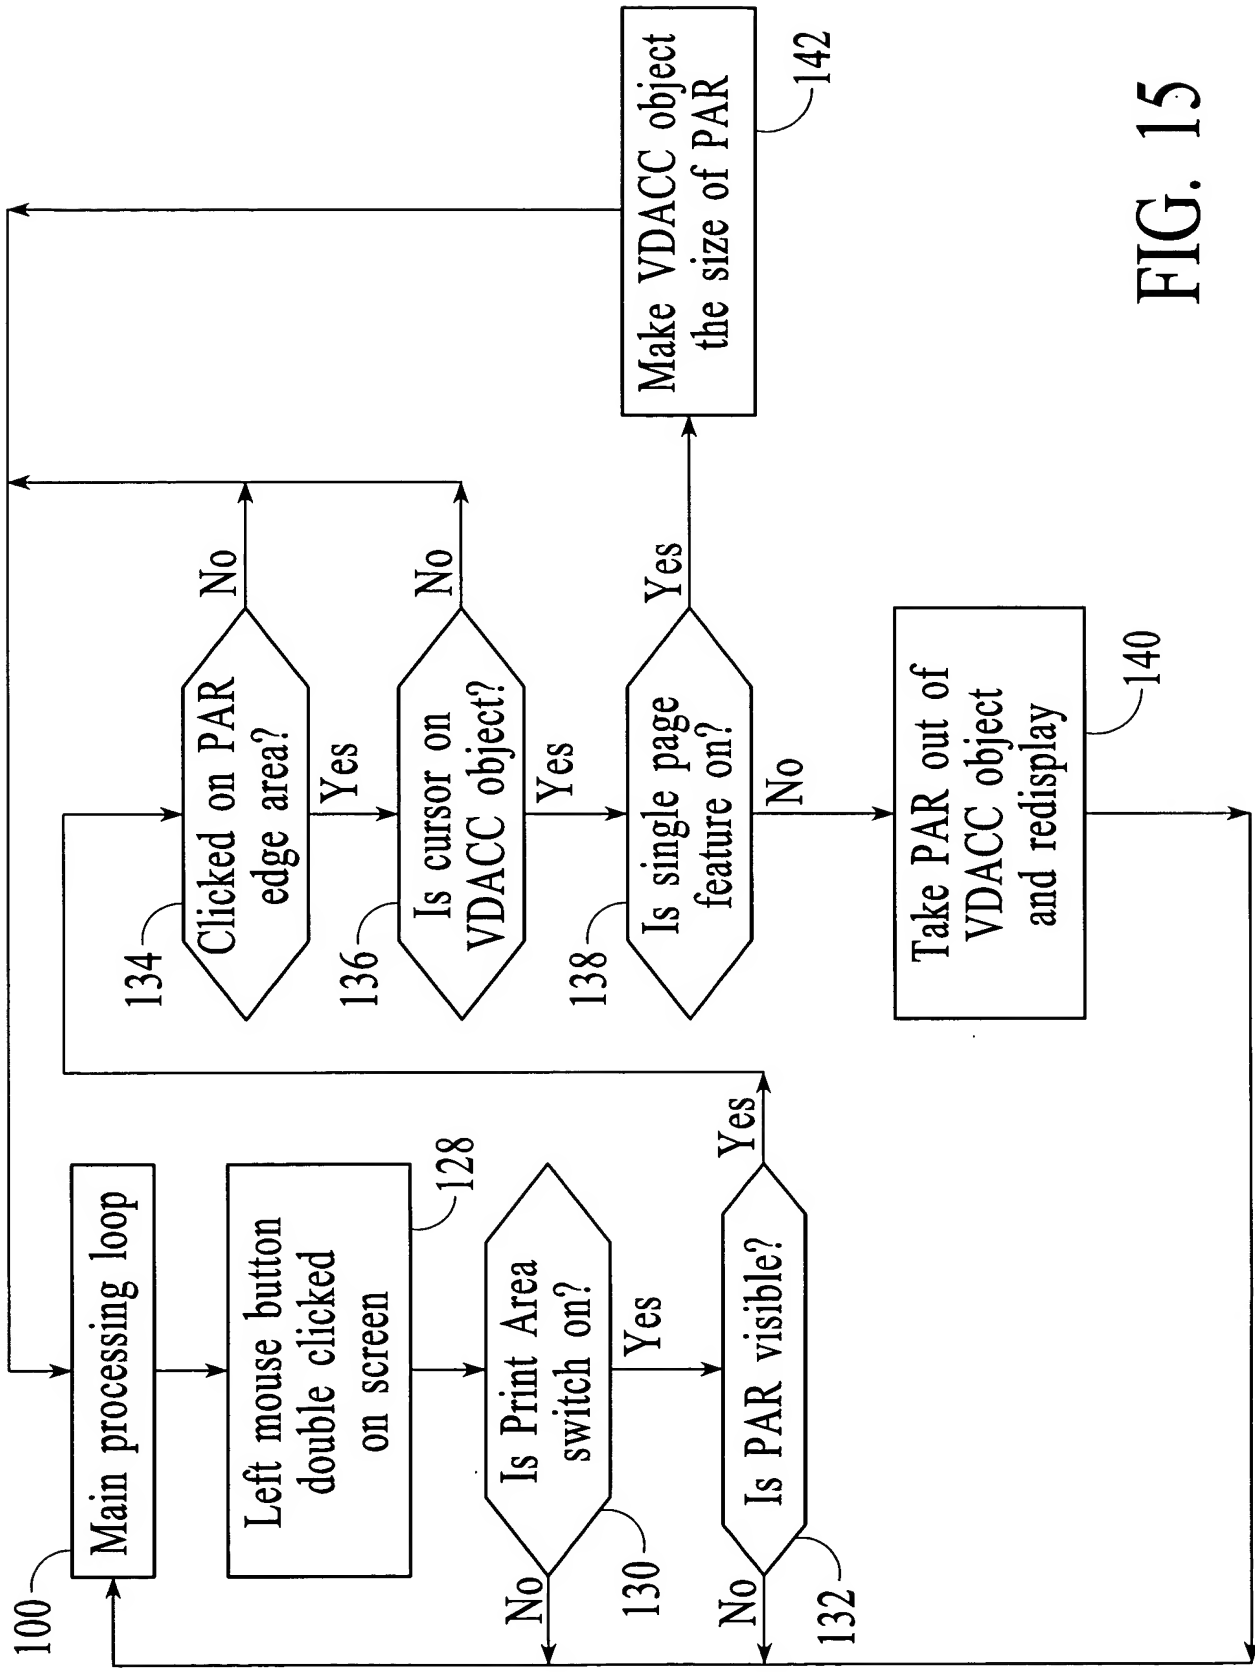 100
Main processing loop
Left mouse button
double clicked
on screen
128
Is Print Area
switch on?
130
No
Yes
Is PAR visible?
132
No
Yes
134
Clicked on PAR
edge area?
No
Yes
136
Is cursor on
VDACC object?
No
Yes
138
Is single page
feature on?
Yes
No
Take PAR out of
VDACC object
and redisplay
140
Make VDACC object
the size of PAR
142
FIG. 15